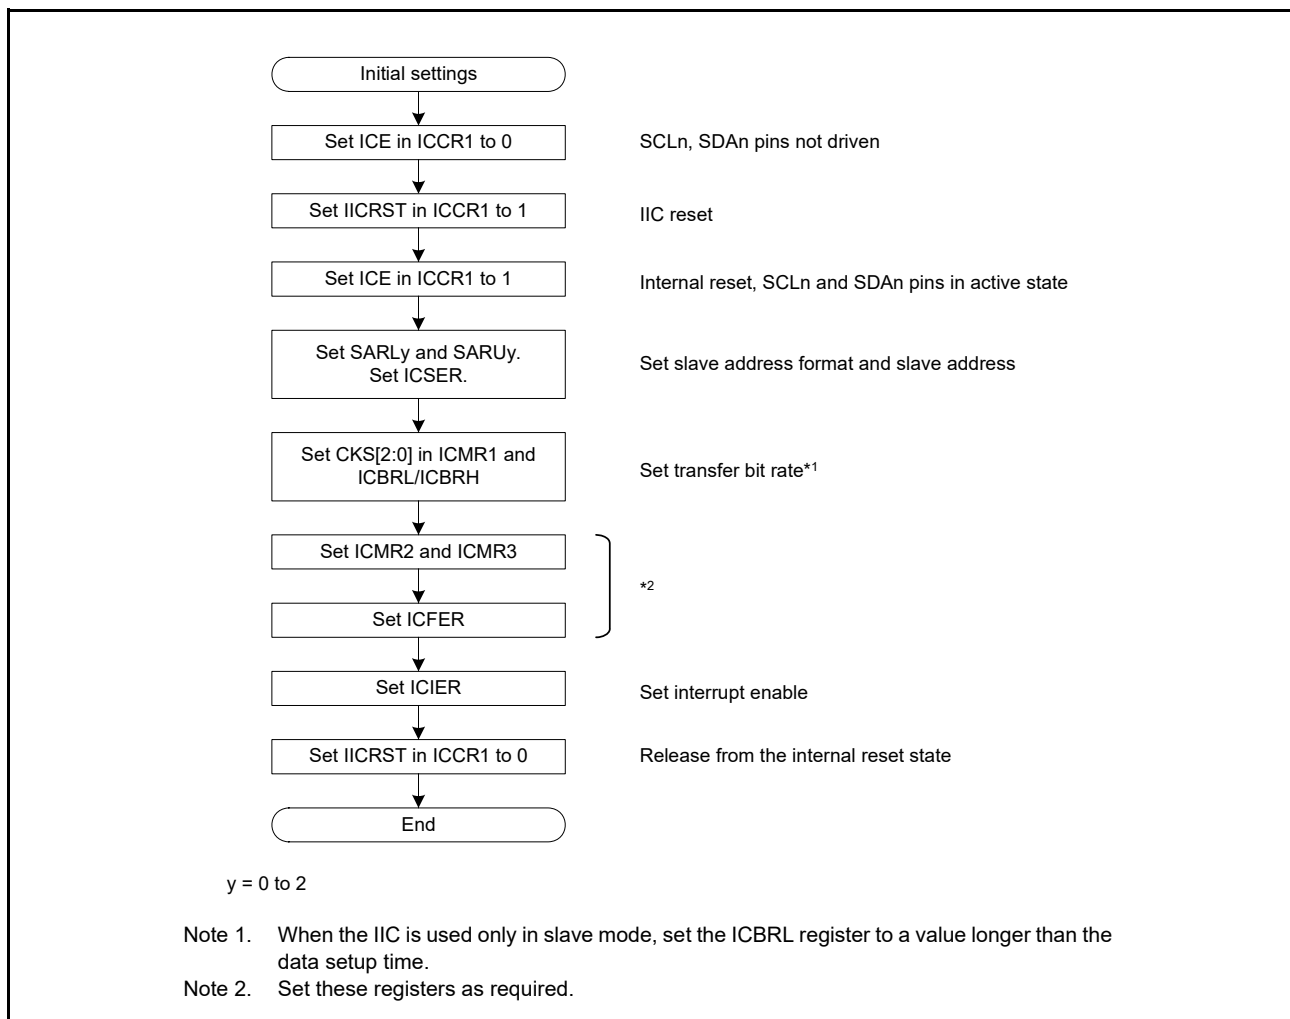 Initial settings
Set ICE in ICCR1 to 0
SCLn, SDAn pins not driven
Set IICRST in ICCR1 to 1
IIC reset
Set ICE in ICCR1 to 1
Internal reset, SCLn and SDAn pins in active state
Set SARLy and SARUy.
Set ICSER.
Set slave address format and slave address
Set CKS[2:0] in ICMR1 and
ICBRL/ICBRH
Set transfer bit rate*1
Set ICMR2 and ICMR3
*2
Set ICFER
Set ICIER
Set interrupt enable
Set IICRST in ICCR1 to 0
Release from the internal reset state
End
y = 0 to 2
Note 1. When the IIC is used only in slave mode, set the ICBRL register to a value longer than the
data setup time.
Note 2. Set these registers as required.